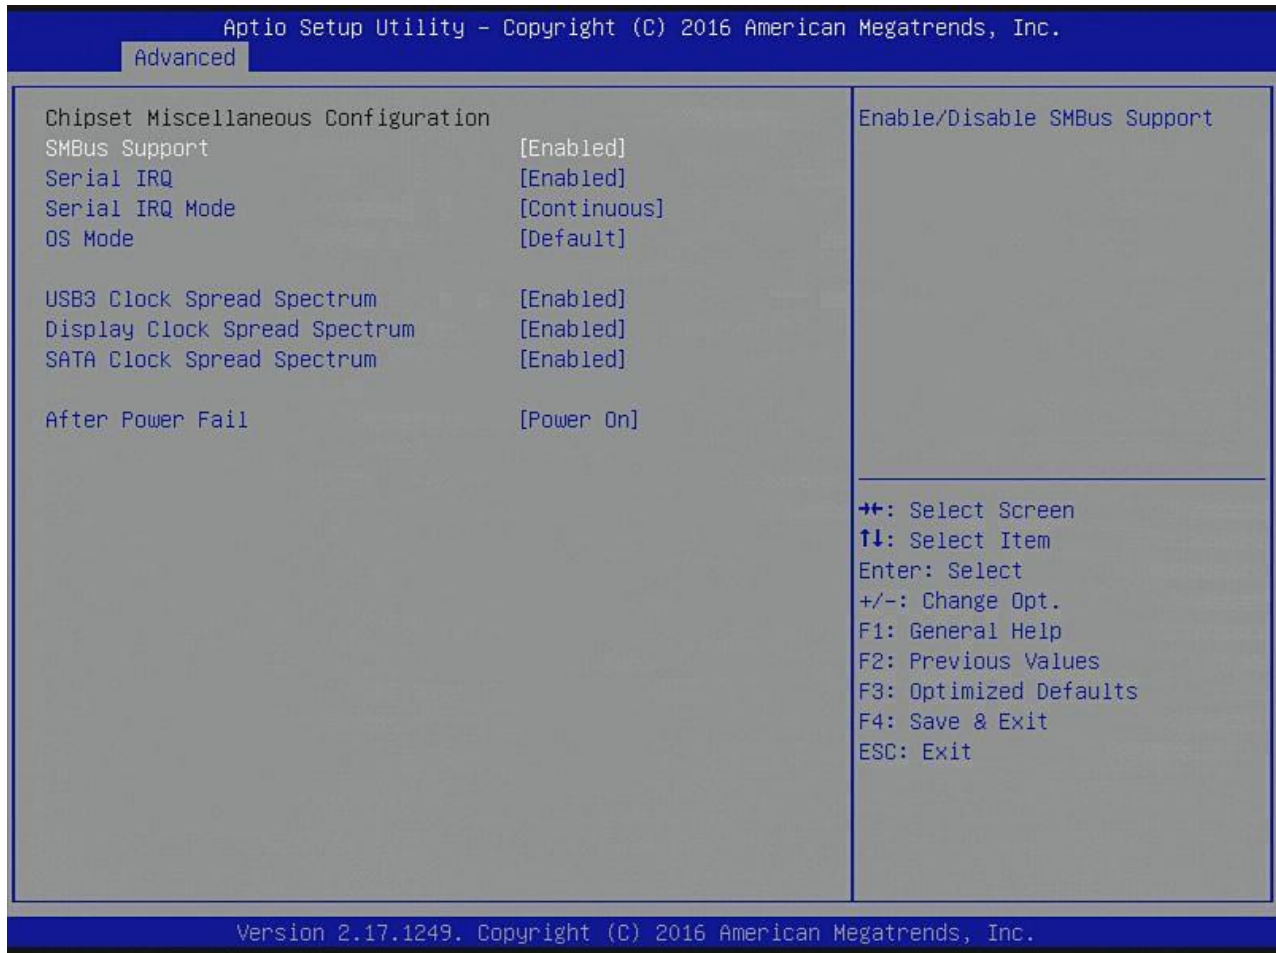 Aptio Setup Utility – Copyright (C) 2016 American Megatrends, Inc.
Advanced
Chipset Miscellaneous Configuration
SMBus Support [Enabled]
Serial IRQ [Enabled]
Serial IRQ Mode [Continuous]
OS Mode [Default]
USB3 Clock Spread Spectrum [Enabled]
Display Clock Spread Spectrum [Enabled]
SATA Clock Spread Spectrum [Enabled]
After Power Fail [Power On]
Enable/Disable SMBus Support
→←: Select Screen
↑↓: Select Item
Enter: Select
+/-: Change Opt.
F1: General Help
F2: Previous Values
F3: Optimized Defaults
F4: Save & Exit
ESC: Exit
Version 2.17.1249. Copyright (C) 2016 American Megatrends, Inc.